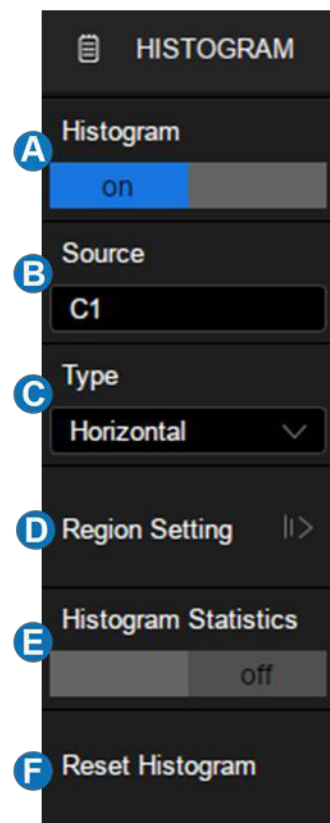 HISTOGRAM
A
Histogram
on
B
Source
C1
C
Type
Horizontal
D
Region Setting
E
Histogram Statistics
off
F
Reset Histogram